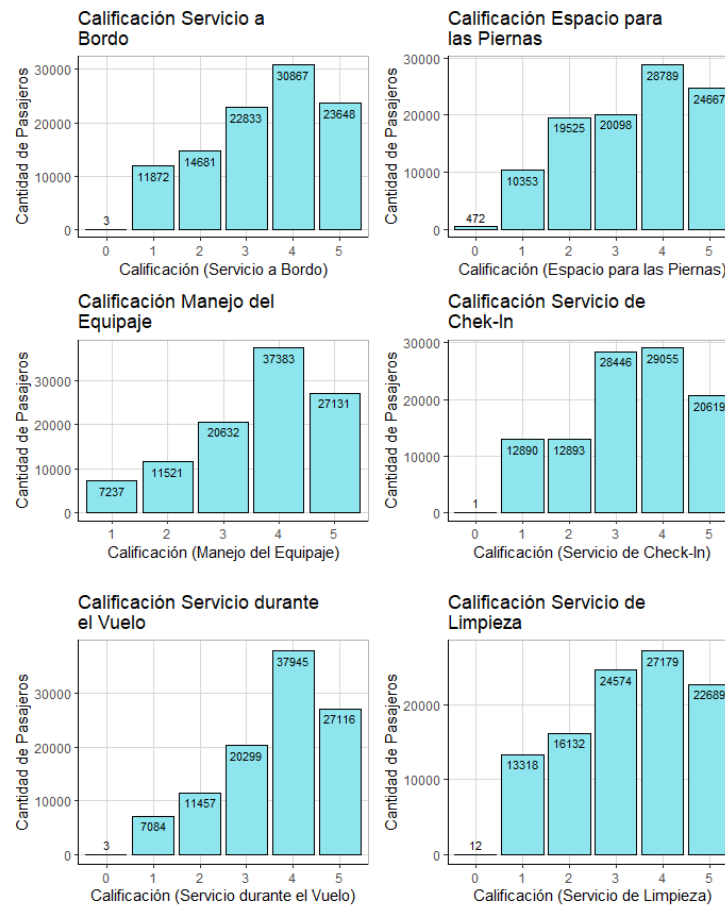 Calificación Servicio a
Bordo
Cantidad de Pasajeros
30000
20000
10000
0
3
11872
14681
22833
30867
23648
0 1 2 3 4 5
Calificación (Servicio a Bordo)
Calificación Espacio para
las Piernas
Cantidad de Pasajeros
30000
20000
10000
0
472
10353
19525
20098
28789
24667
0 1 2 3 4 5
Calificación (Espacio para las Piernas)
Calificación Manejo del
Equipaje
Cantidad de Pasajeros
30000
20000
10000
0
7237
11521
20632
37383
27131
1 2 3 4 5
Calificación (Manejo del Equipaje)
Calificación Servicio de
Chek-In
Cantidad de Pasajeros
30000
20000
10000
0
1
12890
12893
28446
29055
20619
0 1 2 3 4 5
Calificación (Servicio de Check-In)
Calificación Servicio durante
el Vuelo
Cantidad de Pasajeros
30000
20000
10000
0
3
7084
11457
20299
37945
27116
0 1 2 3 4 5
Calificación (Servicio durante el Vuelo)
Calificación Servicio de
Limpieza
Cantidad de Pasajeros
20000
10000
0
12
13318
16132
24574
27179
22689
0 1 2 3 4 5
Calificación (Servicio de Limpieza)